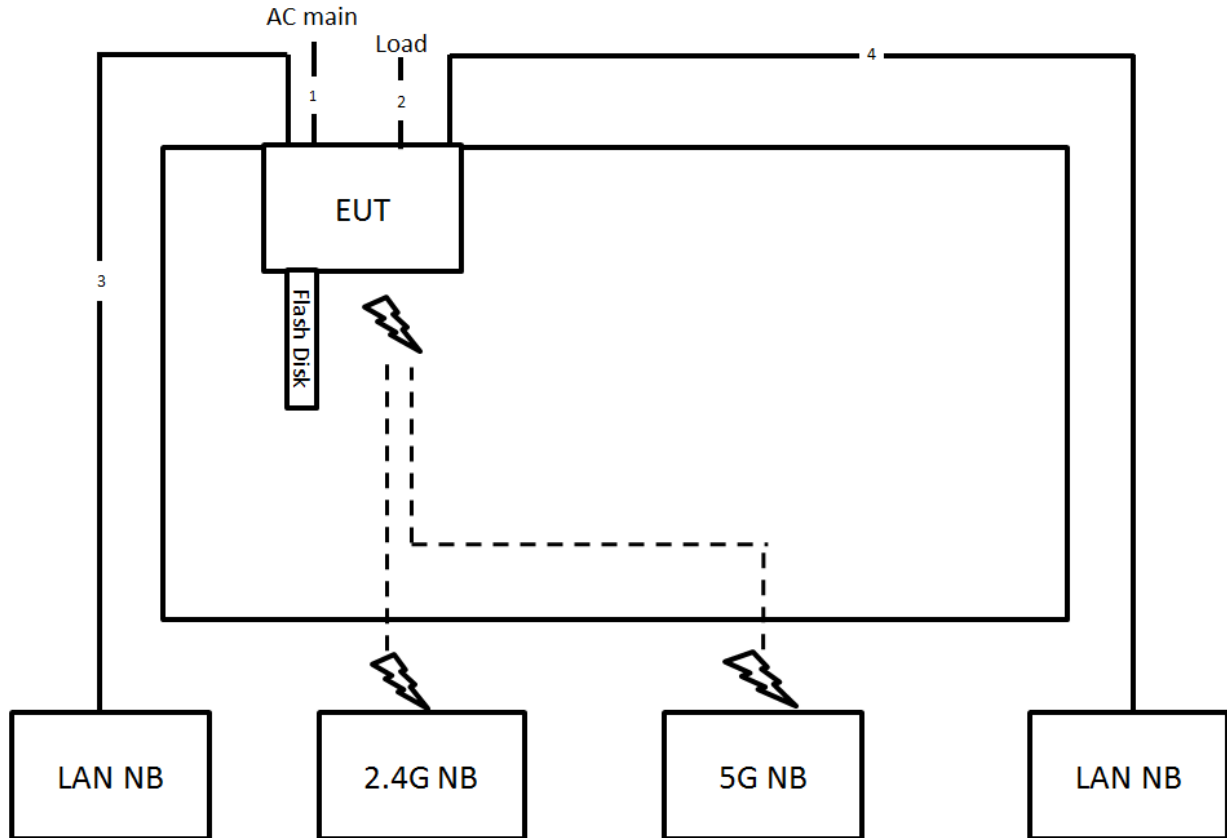 AC main
Load
4
1
2
EUT
3
Flash Disk
LAN NB
2.4G NB
5G NB
LAN NB